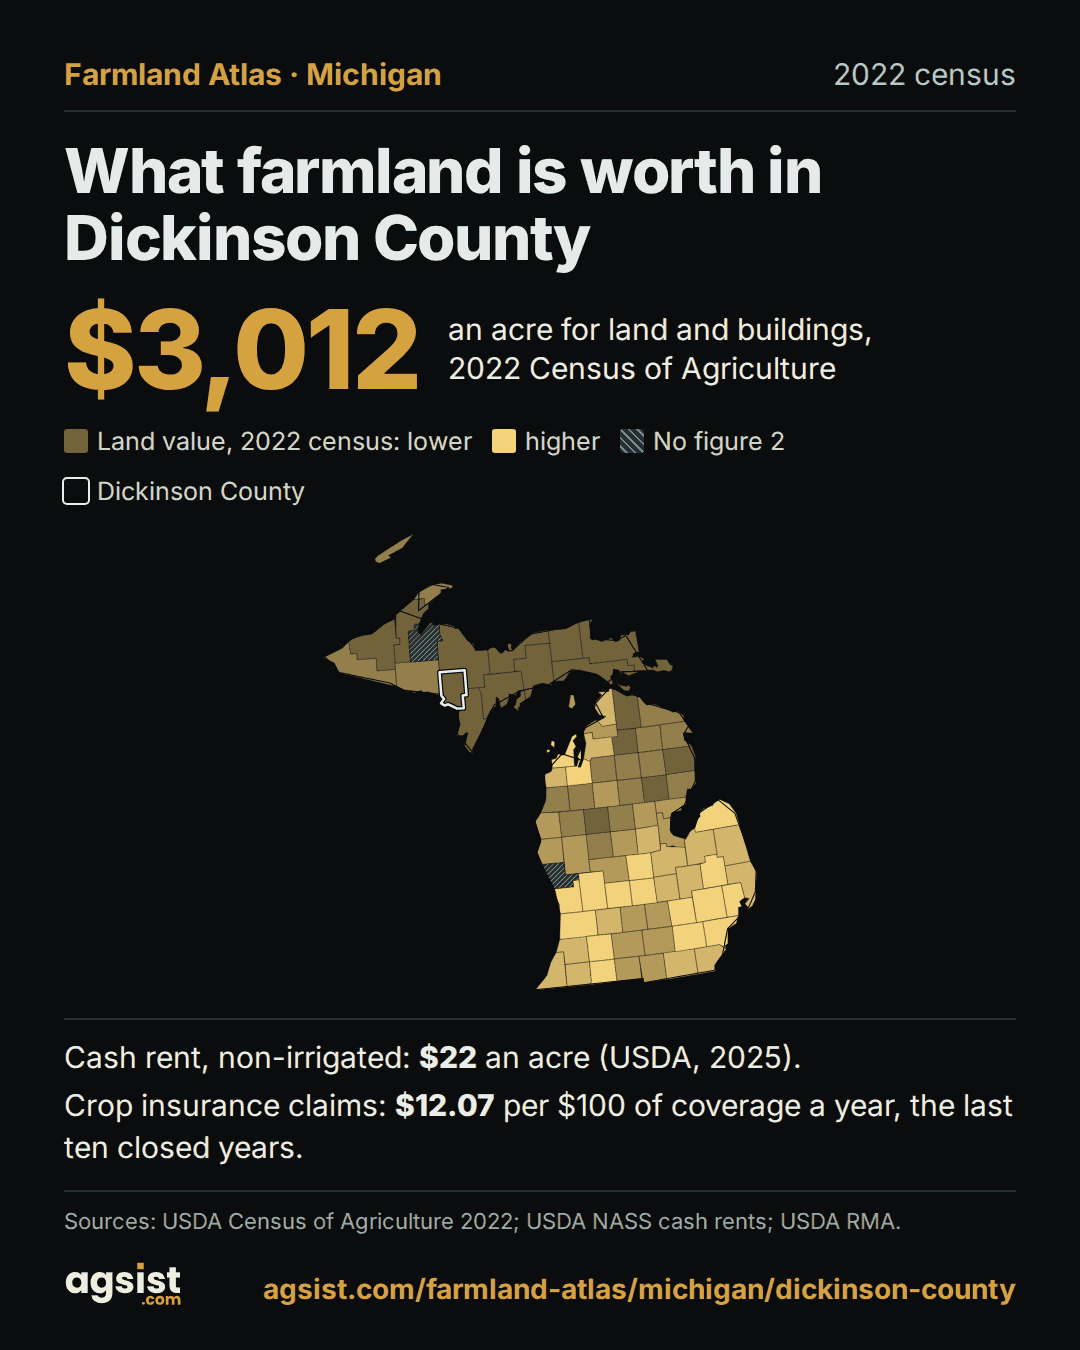 Farmland Atlas · Michigan
2022 census
What farmland is worth in
Dickinson County
$3,012
an acre for land and buildings,
2022 Census of Agriculture
Land value, 2022 census: lower
higher
No figure 2
Dickinson County
Cash rent, non-irrigated: $22 an acre (USDA, 2025).
Crop insurance claims: $12.07 per $100 of coverage a year, the last
ten closed years.
Sources: USDA Census of Agriculture 2022; USDA NASS cash rents; USDA RMA.
agsist
.com
agsist.com/farmland-atlas/michigan/dickinson-county